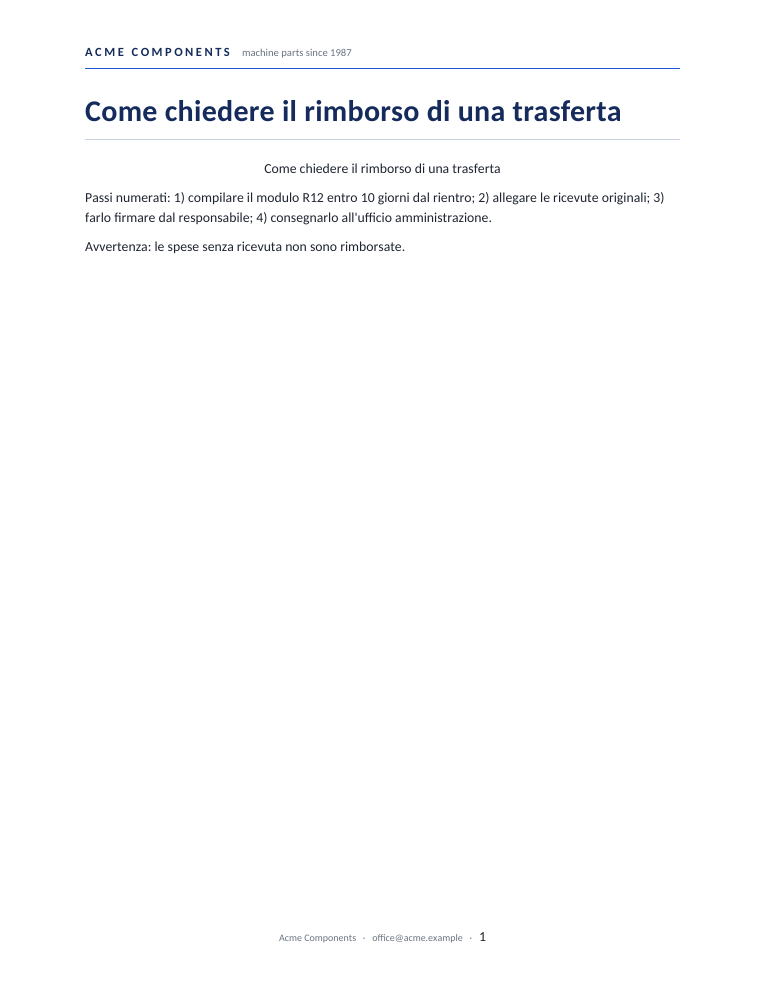 ACME COMPONENTS machine parts since 1987
Come chiedere il rimborso di una trasferta
Come chiedere il rimborso di una trasferta
Passi numerati: 1) compilare il modulo R12 entro 10 giorni dal rientro; 2) allegare le ricevute originali; 3)
farlo firmare dal responsabile; 4) consegnarlo all'ufficio amministrazione.
Avvertenza: le spese senza ricevuta non sono rimborsate.
Acme Components · office@acme.example · 1